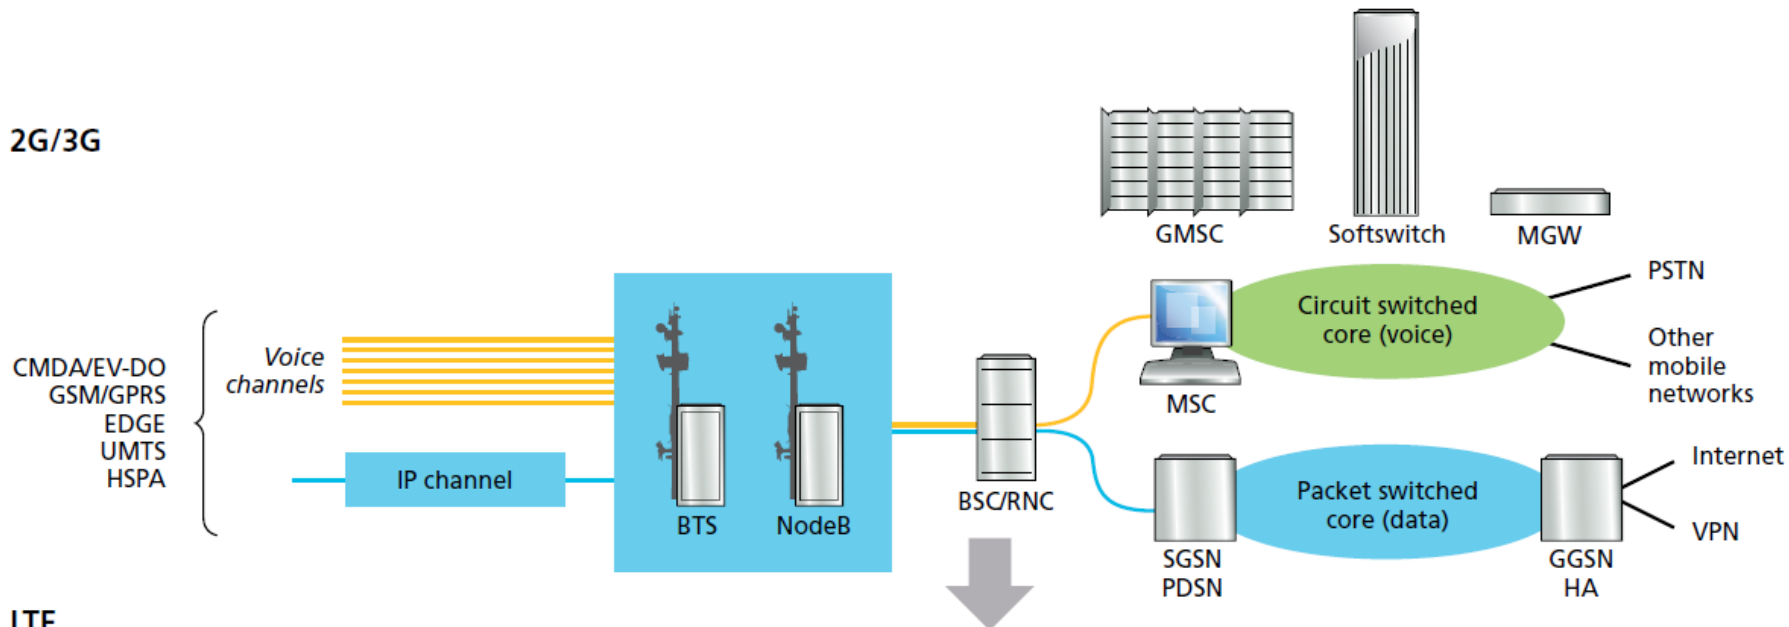 2G/3G
GMSC
Softswitch
MGW
PSTN
Circuit switched
core (voice)
Other
mobile
networks
MSC
Voice
channels
CMDA/EV-DO
GSM/GPRS
EDGE
UMTS
HSPA
IP channel
BTS
NodeB
BSC/RNC
Packet switched
core (data)
Internet
VPN
SGSN
PDSN
GGSN
HA
LTE